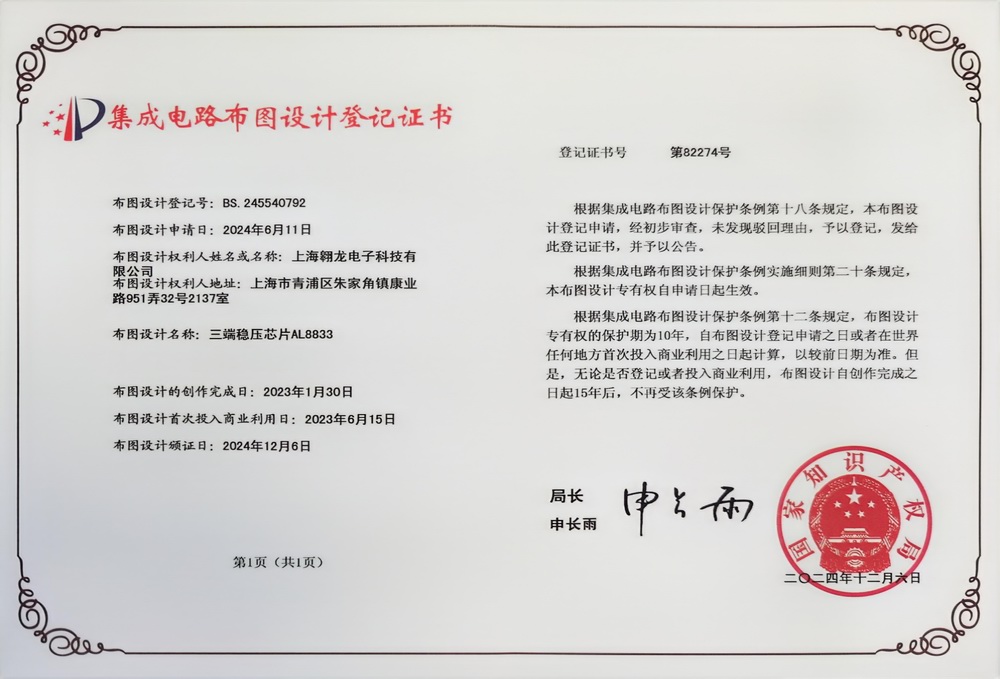 集成电路布图设计登记证书
布图设计登记号：BS.245540792
布图设计申请日：2024年6月11日
布图设计权利人姓名或名称：上海翱龙电子科技有
限公司
布图设计权利人地址：上海市青浦区朱家角镇康业
路951弄32号2137室
布图设计名称：三端稳压芯片AL8833
布图设计的创作完成日：2023年1月30日
布图设计首次投入商业利用日：2023年6月15日
布图设计颁证日：2024年12月6日
第1页（共1页）
登记证书号 第82274号
根据集成电路布图设计保护条例第十八条规定，本布图设
计登记申请，经初步审查，未发现驳回理由，予以登记，发给
此登记证书，并予以公告。
根据集成电路布图设计保护条例实施细则第二十条规定，
本布图设计专有权自申请日起生效。
根据集成电路布图设计保护条例第十二条规定，布图设计
专有权的保护期为10年，自布图设计登记申请之日或者在世界
任何地方首次投入商业利用之日起计算，以较前日期为准。但
是，无论是否登记或者投入商业利用，布图设计自创作完成之
日起15年后，不再受该条例保护。
局长
申长雨
申长雨
国家知识产权局
二〇二四年十二月六日